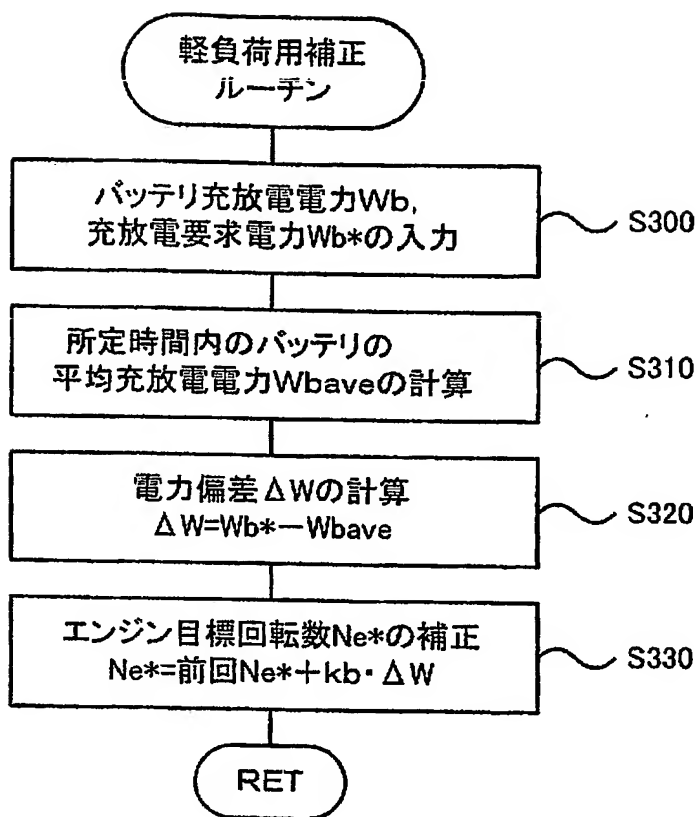 軽負荷用補正
ルーチン
バッテリ充放電電力Wb,
充放電要求電力Wb*の入力
S300
所定時間内のバッテリの
平均充放電電力Wbaveの計算
S310
電力偏差ΔWの計算
ΔW=Wb*－Wbave
S320
エンジン目標回転数Ne*の補正
Ne*=前回Ne*＋kb・ΔW
S330
RET